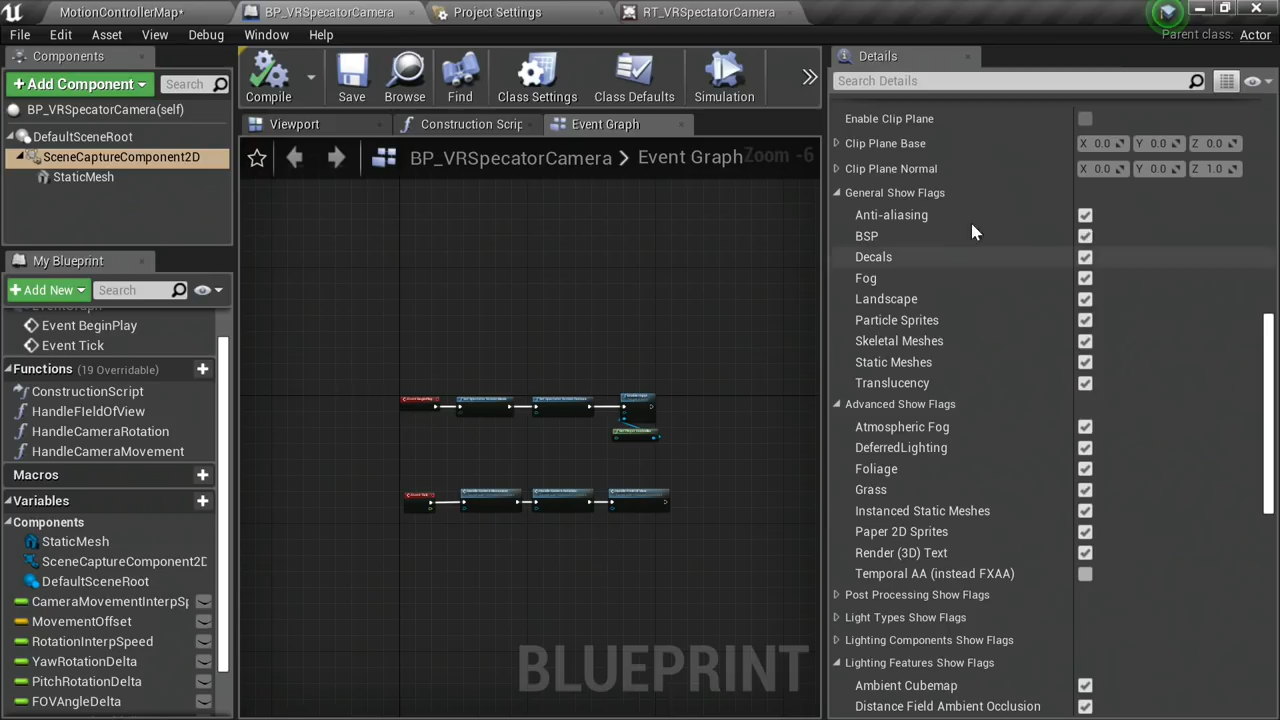 MotionControllerMap*
BP_VRSpecatorCamera
Project Settings
RT_VRSpectatorCamera
File Edit Asset View Debug Window Help
Parent class: Actor
Components
+ Add Component
Search
BP_VRSpecatorCamera(self)
DefaultSceneRoot
SceneCaptureComponent2D
StaticMesh
My Blueprint
+ Add New
Search
Event BeginPlay
Event Tick
Functions (19 Overridable)
ConstructionScript
HandleFIeldOfView
HandleCameraRotation
HandleCameraMovement
Macros
Variables
Components
StaticMesh
SceneCaptureComponent2D
DefaultSceneRoot
CameraMovementInterpSp
MovementOffset
RotationInterpSpeed
YawRotationDelta
PitchRotationDelta
FOVAngleDelta
Compile Save Browse Find Class Settings Class Defaults Simulation
Viewport
Construction Scrip
Event Graph
BP_VRSpecatorCamera > Event Graph
Zoom -6
BLUEPRINT
Details
Search Details
Enable Clip Plane
Clip Plane Base X 0.0 Y 0.0 Z 0.0
Clip Plane Normal X 0.0 Y 0.0 Z 1.0
General Show Flags
Anti-aliasing
BSP
Decals
Fog
Landscape
Particle Sprites
Skeletal Meshes
Static Meshes
Translucency
Advanced Show Flags
Atmospheric Fog
DeferredLighting
Foliage
Grass
Instanced Static Meshes
Paper 2D Sprites
Render (3D) Text
Temporal AA (instead FXAA)
Post Processing Show Flags
Light Types Show Flags
Lighting Components Show Flags
Lighting Features Show Flags
Ambient Cubemap
Distance Field Ambient Occlusion